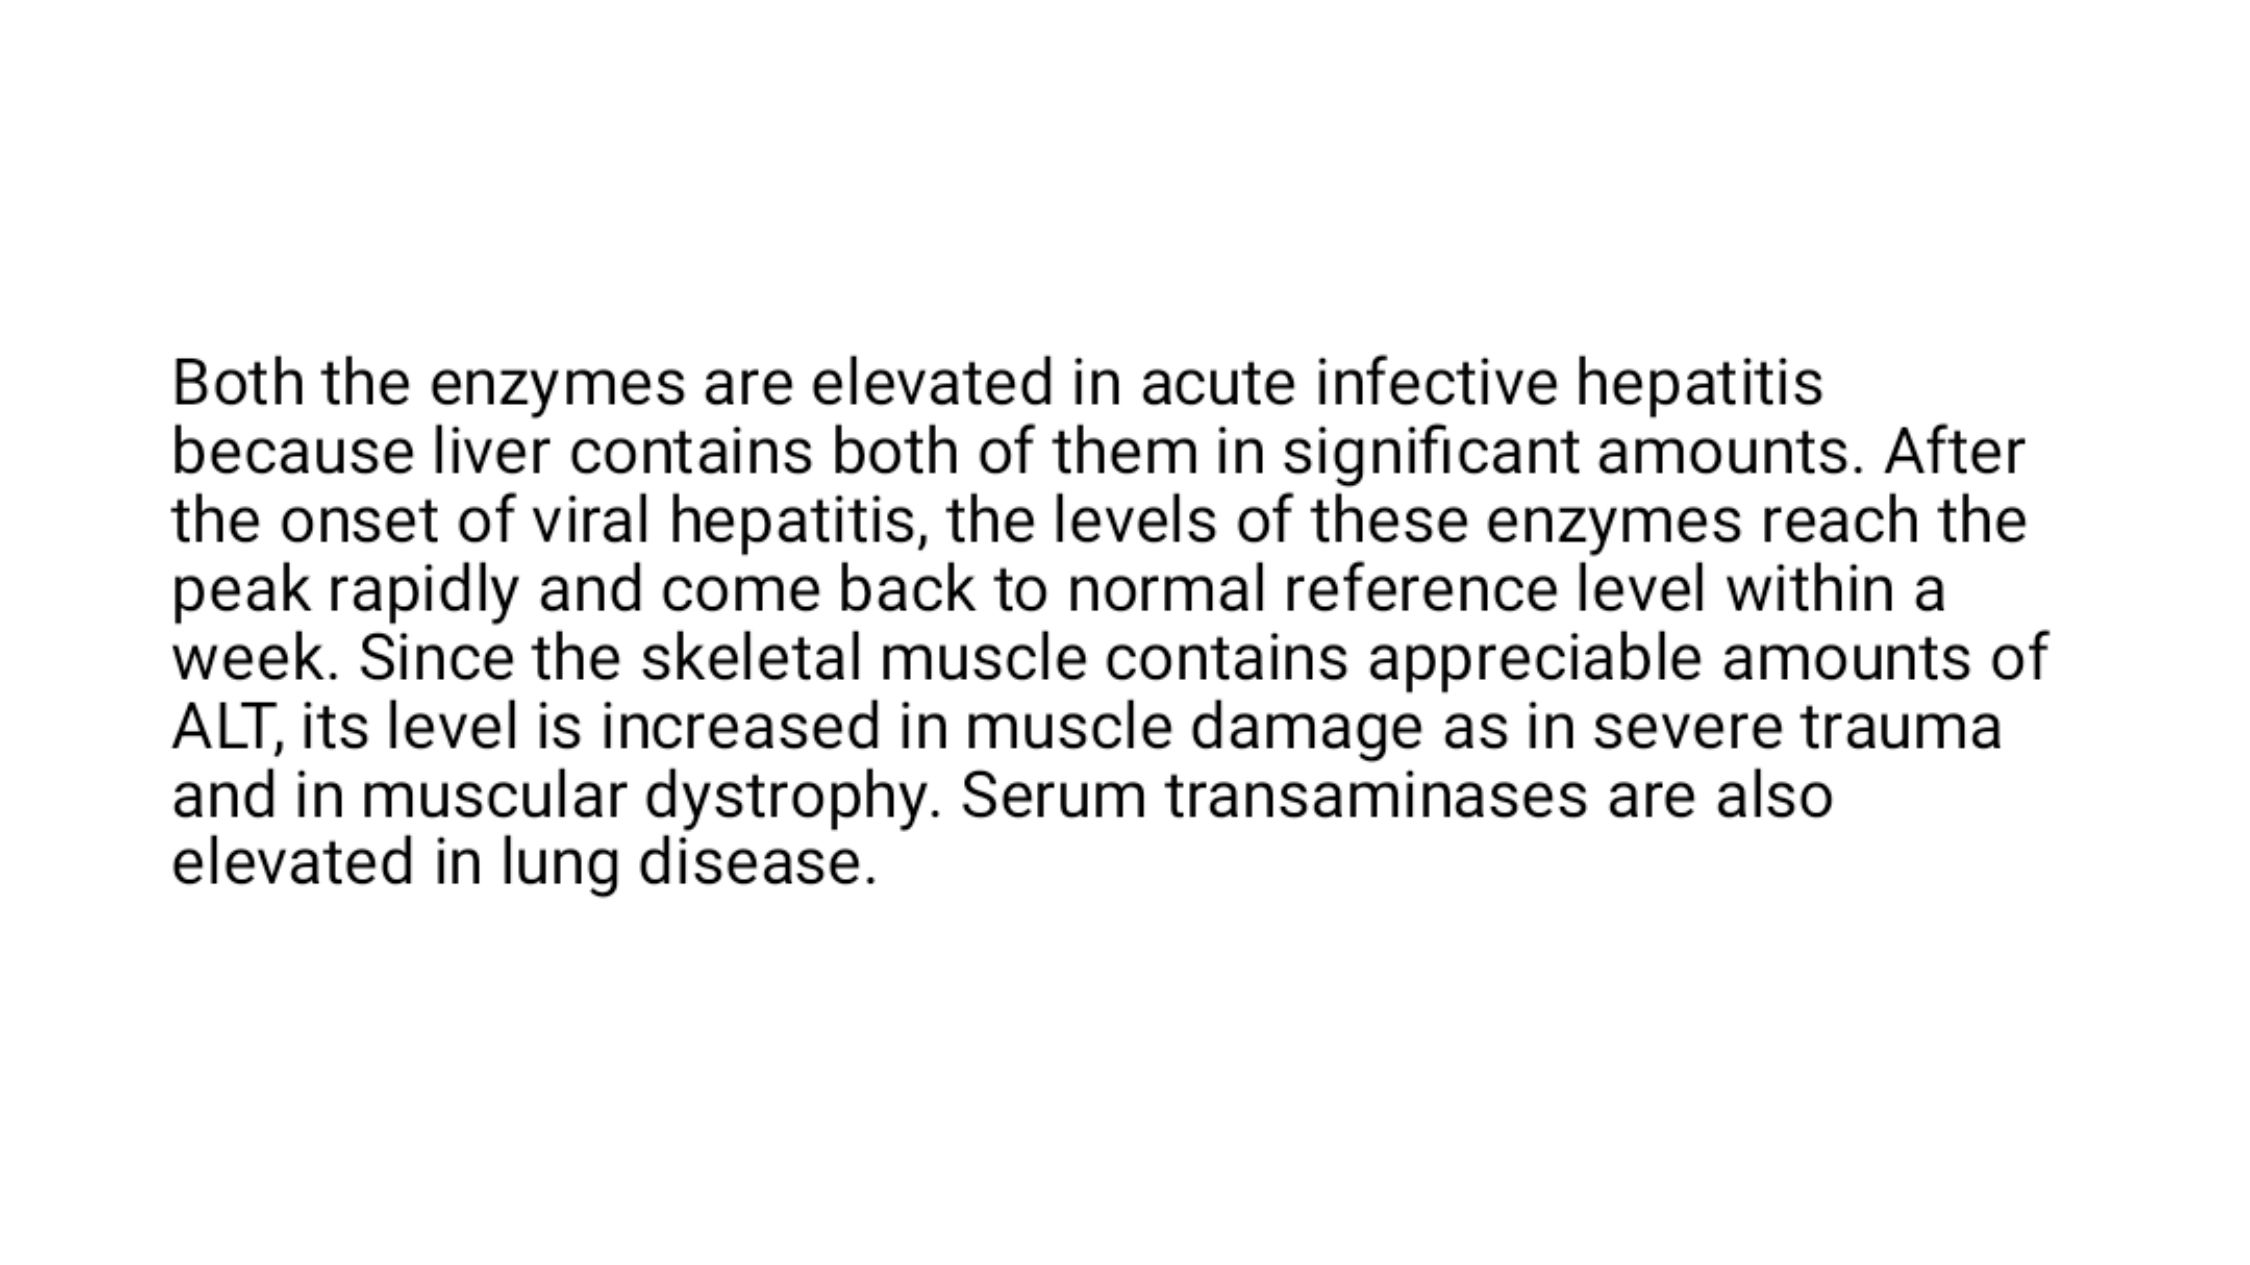 Both the enzymes are elevated in acute infective hepatitis
because liver contains both of them in significant amounts. After
the onset of viral hepatitis, the levels of these enzymes reach the
peak rapidly and come back to normal reference level within a
week. Since the skeletal muscle contains appreciable amounts of
ALT, its level is increased in muscle damage as in severe trauma
and in muscular dystrophy. Serum transaminases are also
elevated in lung disease.